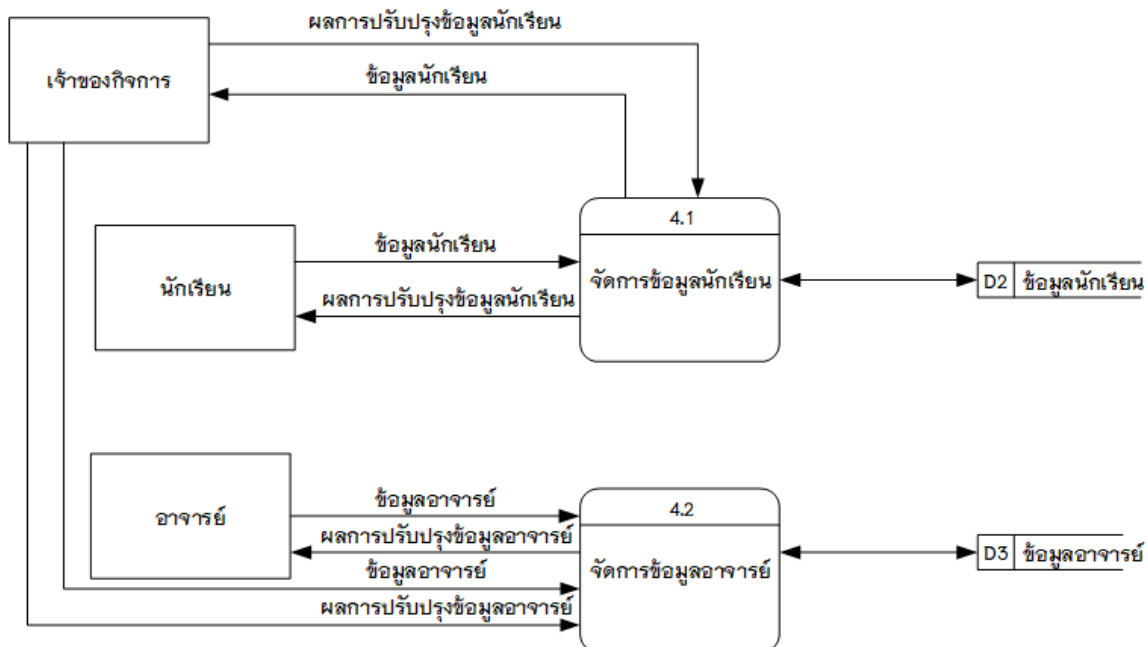 ผลการปรับปรุงข้อมูลนักเรียน
เจ้าของกิจการ
ข้อมูลนักเรียน
4.1
ข้อมูลนักเรียน
นักเรียน
จัดการข้อมูลนักเรียน
D2 ข้อมูลนักเรียน
ผลการปรับปรุงข้อมูลนักเรียน
ข้อมูลอาจารย์
4.2
อาจารย์
ผลการปรับปรุงข้อมูลอาจารย์
D3 ข้อมูลอาจารย์
ข้อมูลอาจารย์
จัดการข้อมูลอาจารย์
ผลการปรับปรุงข้อมูลอาจารย์